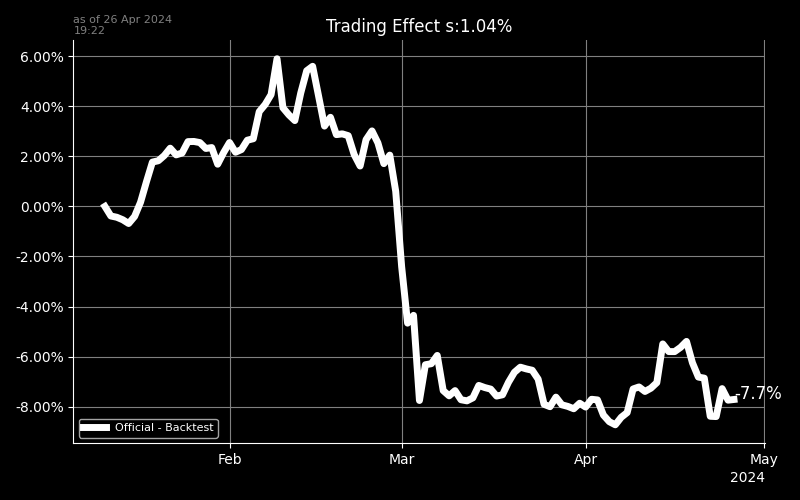 as of 26 Apr 2024
19:22
Trading Effect s:1.04%
6.00%
4.00%
2.00%
0.00%
-2.00%
-4.00%
-6.00%
-8.00%
-7.7%
Official - Backtest
Feb Mar Apr May
2024